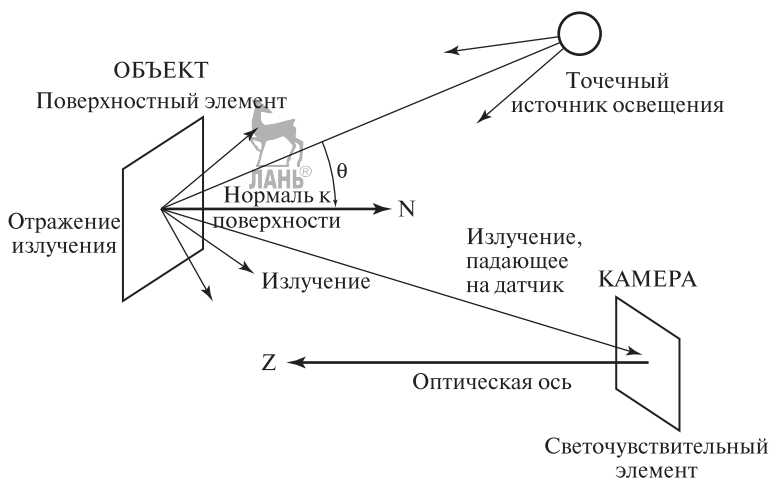 ОБЪЕКТ
Поверхностный элемент
Точечный
источник освещения
θ
ЛАНЬ®
Нормаль к
поверхности
N
Отражение
излучения
Излучение
Излучение,
падающее
на датчик
КАМЕРА
Z
Оптическая ось
Светочувствительный
элемент